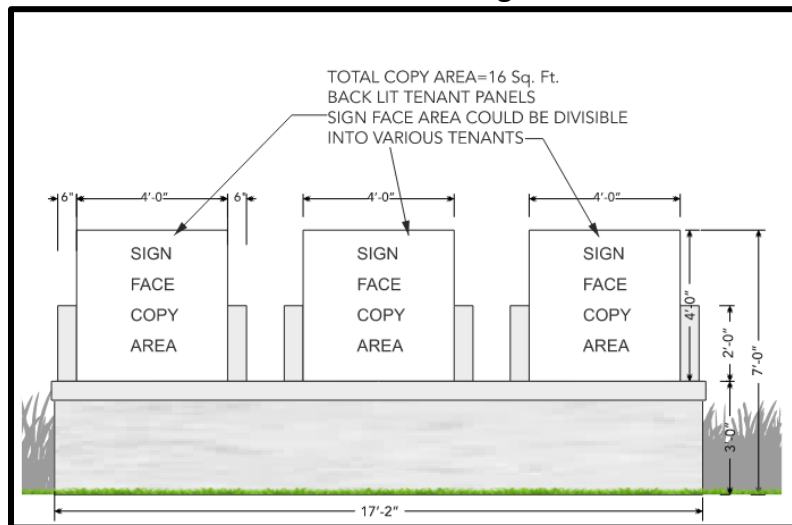 TOTAL COPY AREA=16 Sq. Ft.
BACK LIT TENANT PANELS
SIGN FACE AREA COULD BE DIVISIBLE
INTO VARIOUS TENANTS
6" 4'-0" 6" 4'-0" 4'-0"
SIGN
FACE
COPY
AREA
SIGN
FACE
COPY
AREA
SIGN
FACE
COPY
AREA
4'-0"
2'-0"
7'-0"
3'-0"
17'-2"